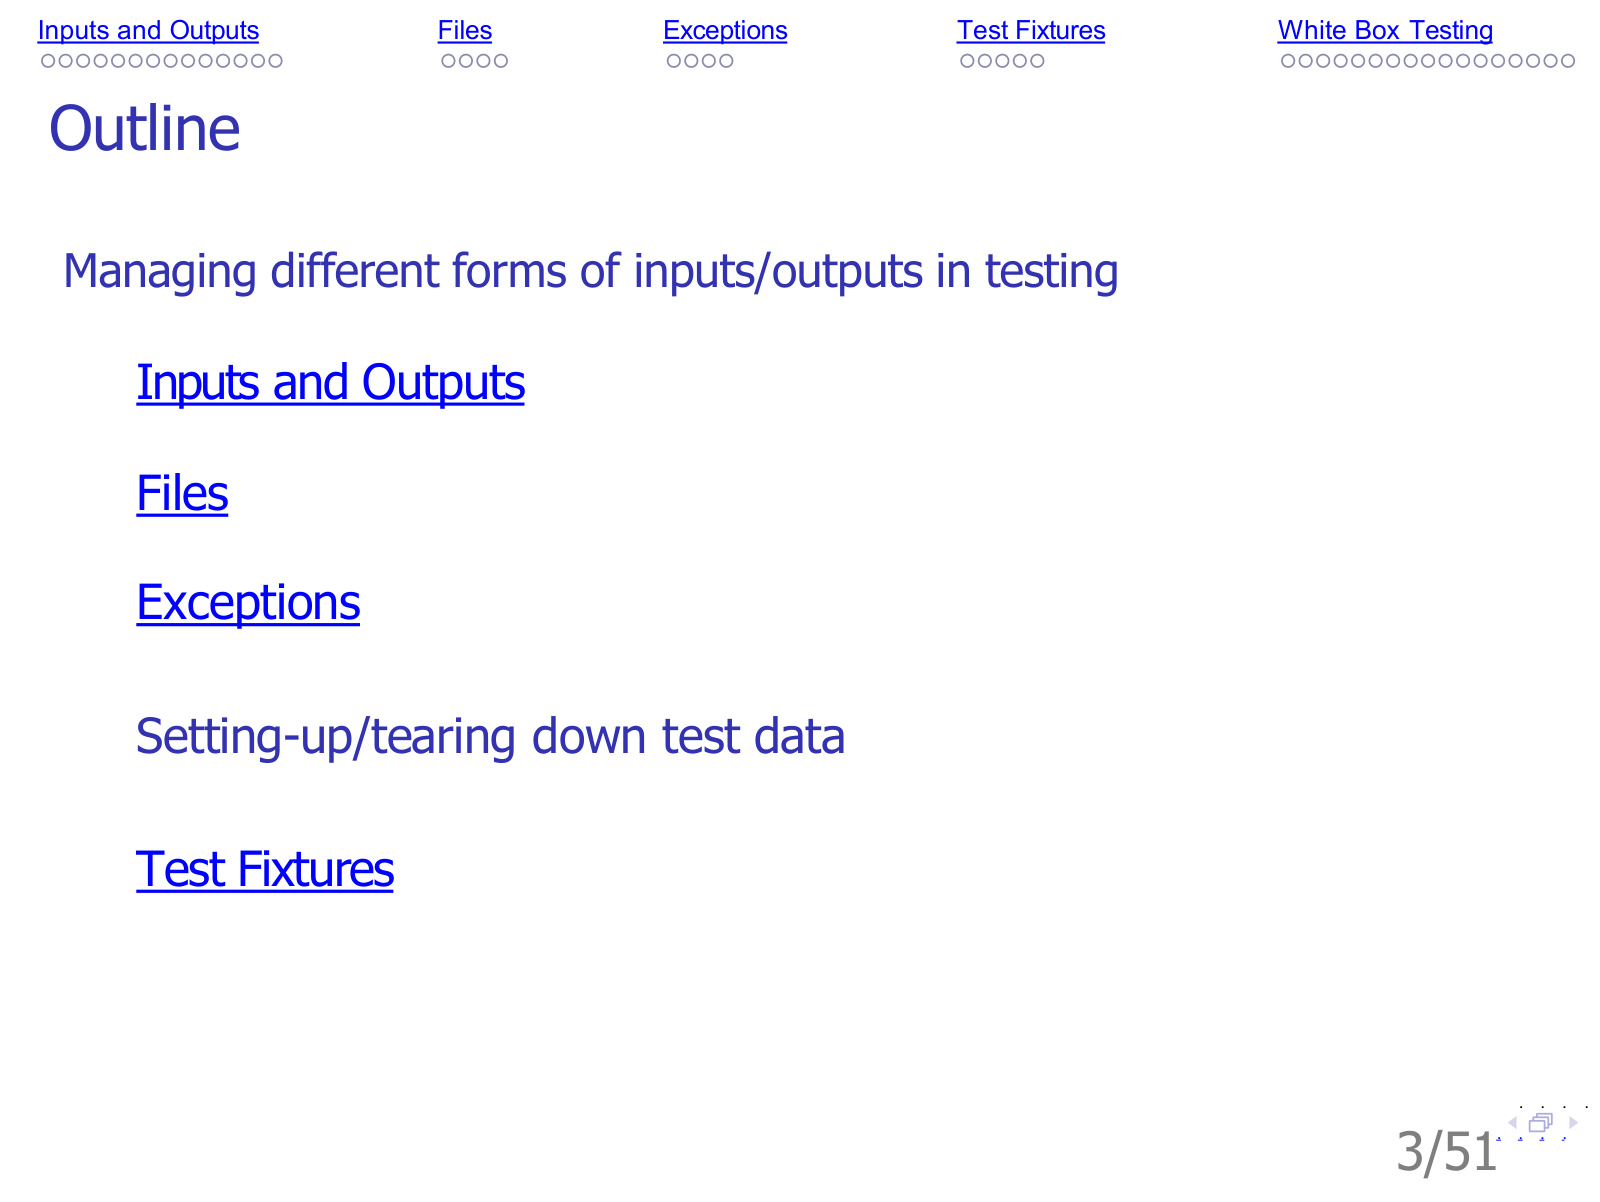 Inputs and Outputs Files Exceptions Test Fixtures White Box Testing
Outline
Managing different forms of inputs/outputs in testing
Inputs and Outputs
Files
Exceptions
Setting-up/tearing down test data
Test Fixtures
3/51